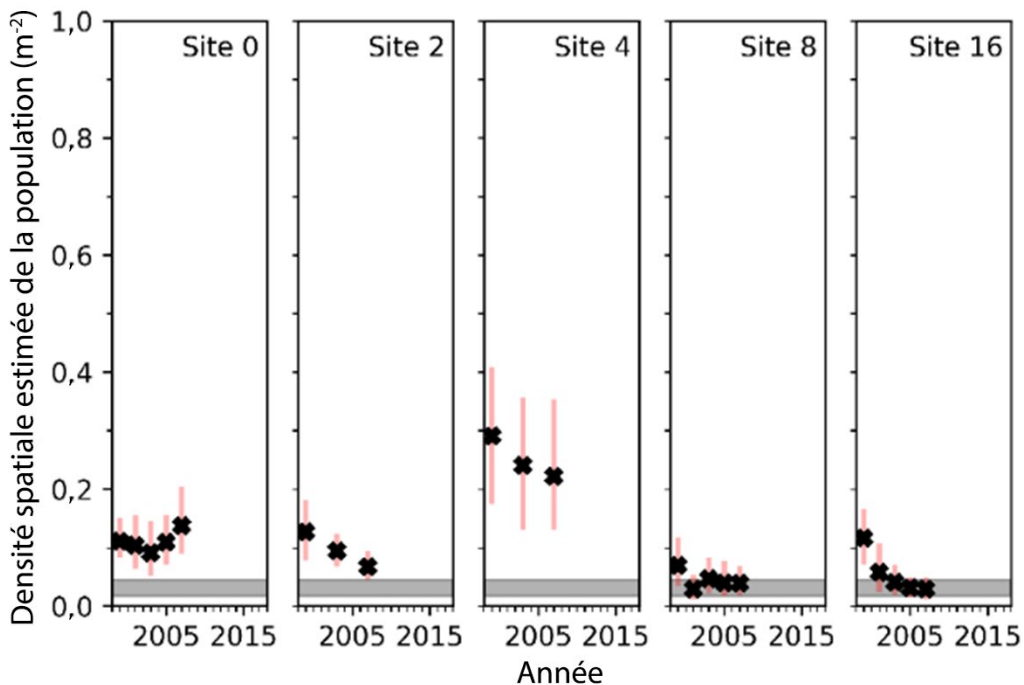 Densité spatiale estimée de la population (m-2)
1,0
0,8
0,6
0,4
0,2
0,0
Site 0
Site 2
Site 4
Site 8
Site 16
2005 2015
2005 2015
2005 2015
2005 2015
2005 2015
Année